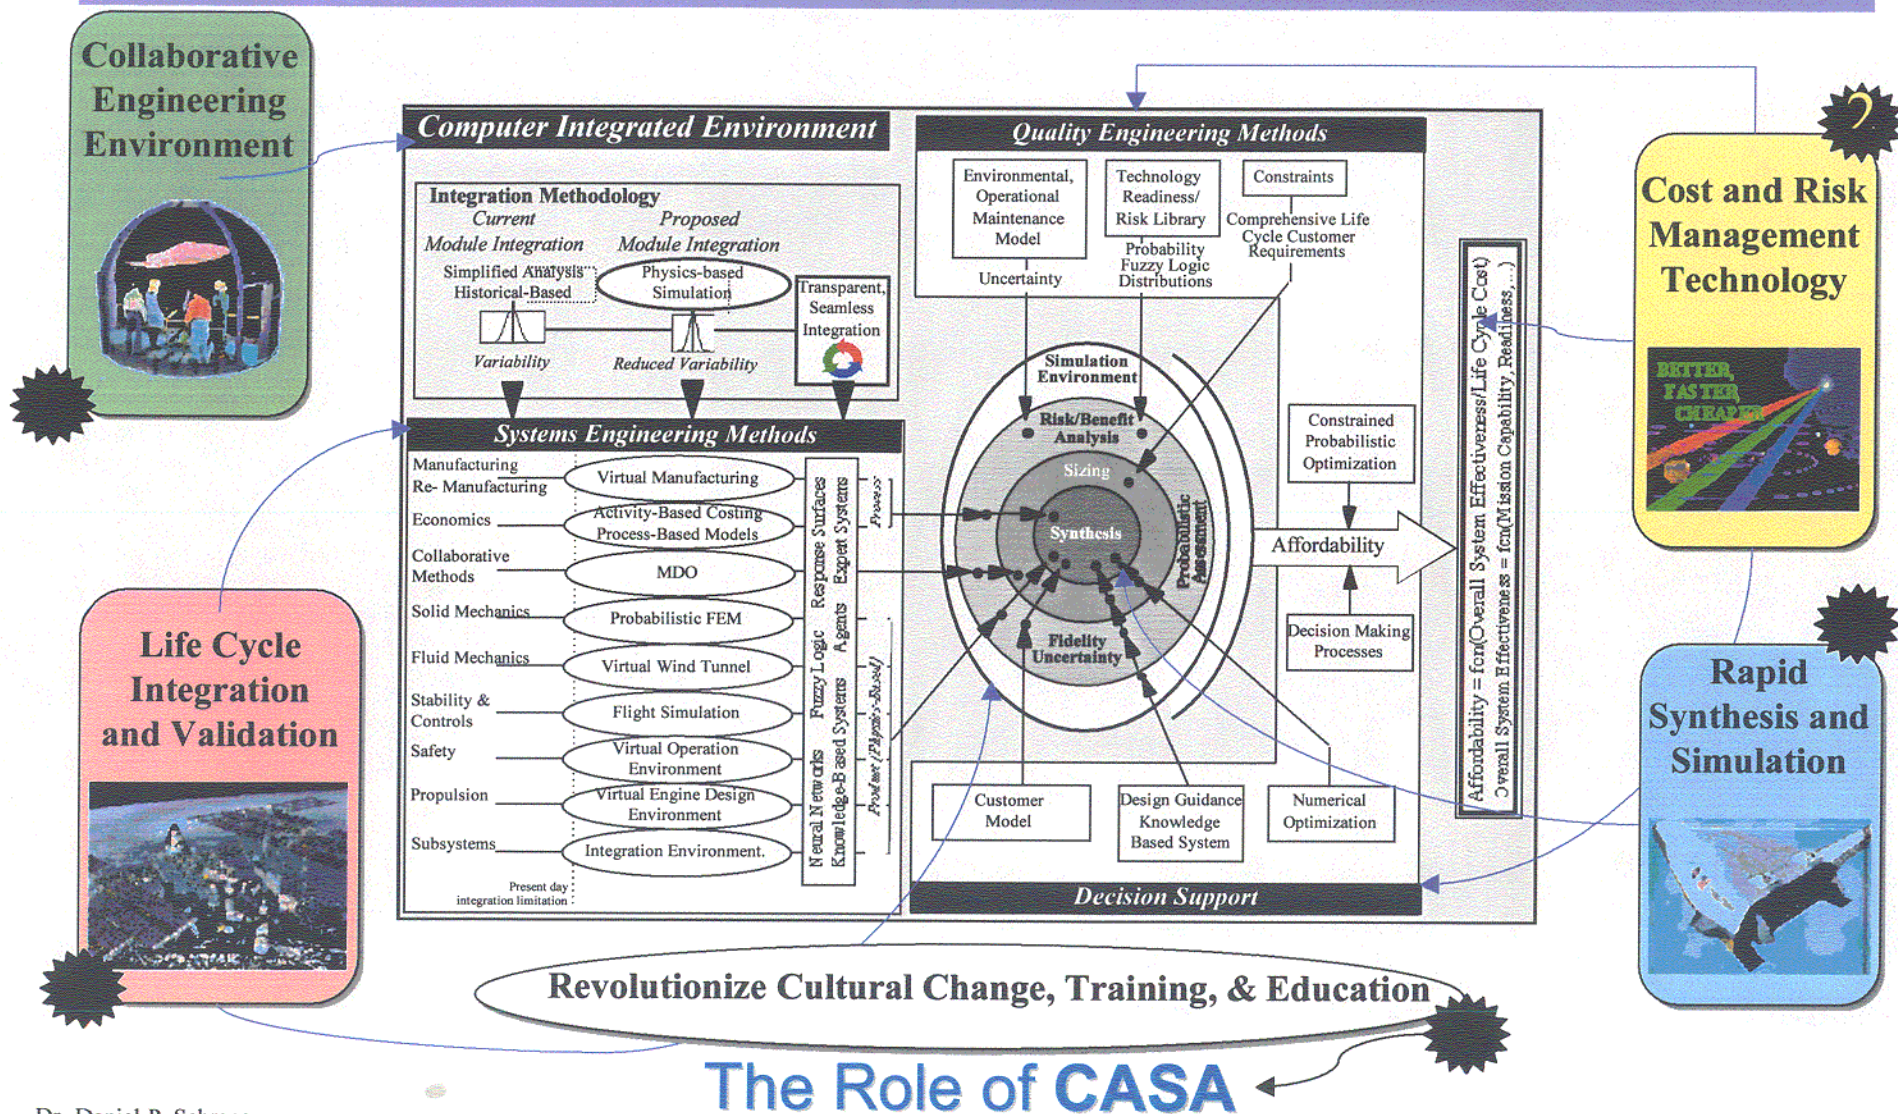 Collaborative
Engineering
Environment
Life Cycle
Integration
and Validation
Computer Integrated Environment
Integration Methodology
Current
Module Integration
Proposed
Module Integration
Simplified Analysis
Historical-Based
Physics-based
Simulation
Transparent,
Seamless
Integration
Variability
Reduced Variability
Systems Engineering Methods
Manufacturing
Re- Manufacturing
Virtual Manufacturing
Economics
Activity-Based Costing
Process-Based Models
Collaborative
Methods
MDO
Solid Mechanics
Probabilistic FEM
Fluid Mechanics
Virtual Wind Tunnel
Stability &
Controls
Flight Simulation
Safety
Virtual Operation
Environment
Propulsion
Virtual Engine Design
Environment
Subsystems
Integration Environment.
Present day
integration limitation
Neural Networks Fuzzy Logic Response Surfaces
Knowledge-Based Systems Agents Expert Systems
Process
Product/Physics-Based
Quality Engineering Methods
Environmental,
Operational
Maintenance
Model
Uncertainty
Technology
Readiness/
Risk Library
Probability
Fuzzy Logic
Distributions
Constraints
Comprehensive Life
Cycle Customer
Requirements
Simulation
Environment
Risk/Benefit
Analysis
Sizing
Synthesis
Probabilistic
Assessment
Fidelity
Uncertainty
Constrained
Probabilistic
Optimization
Affordability
Decision Making
Processes
Customer
Model
Design Guidance
Knowledge
Based System
Numerical
Optimization
Decision Support
Affordability = fcn(Overall System Effectiveness/Life Cycle Cost)
Overall System Effectiveness = fcn(Mission Capability, Readiness,...)
?
Cost and Risk
Management
Technology
BETTER,
FASTER,
CHEAPER
Rapid
Synthesis and
Simulation
Revolutionize Cultural Change, Training, & Education
The Role of CASA
Dr. Daniel P.